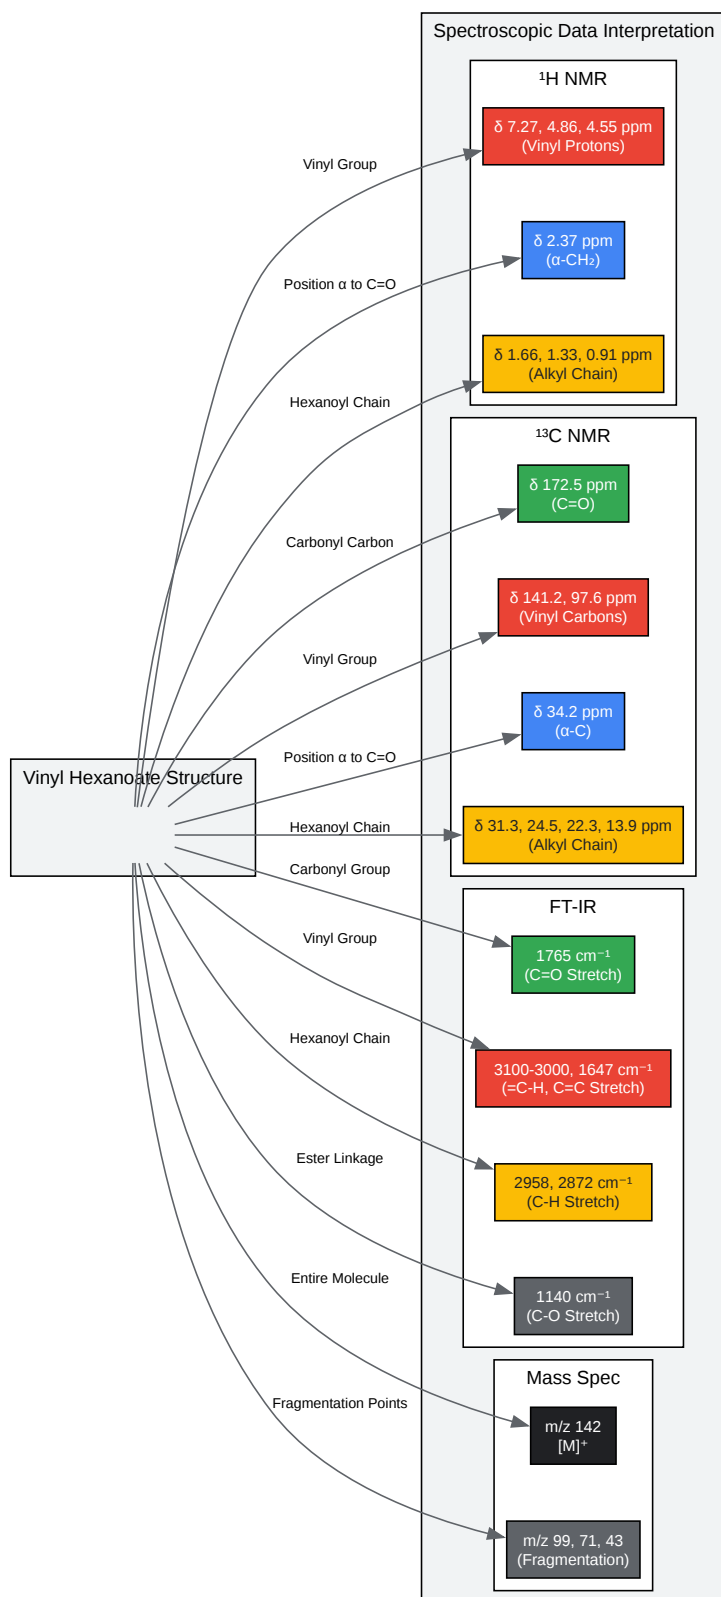 Spectroscopic Data Interpretation
¹H NMR
δ 7.27, 4.86, 4.55 ppm
(Vinyl Protons)
Vinyl Group
δ 2.37 ppm
(α-CH₂)
Position α to C=O
δ 1.66, 1.33, 0.91 ppm
(Alkyl Chain)
Hexanoyl Chain
¹³C NMR
δ 172.5 ppm
(C=O)
Carbonyl Carbon
δ 141.2, 97.6 ppm
(Vinyl Carbons)
Vinyl Group
δ 34.2 ppm
(α-C)
Position α to C=O
Vinyl Hexanoate Structure
δ 31.3, 24.5, 22.3, 13.9 ppm
(Alkyl Chain)
Hexanoyl Chain
Carbonyl Group
FT-IR
1765 cm⁻¹
(C=O Stretch)
Vinyl Group
3100-3000, 1647 cm⁻¹
(=C-H, C=C Stretch)
Hexanoyl Chain
2958, 2872 cm⁻¹
(C-H Stretch)
Ester Linkage
1140 cm⁻¹
(C-O Stretch)
Entire Molecule
Mass Spec
m/z 142
[M]⁺
Fragmentation Points
m/z 99, 71, 43
(Fragmentation)